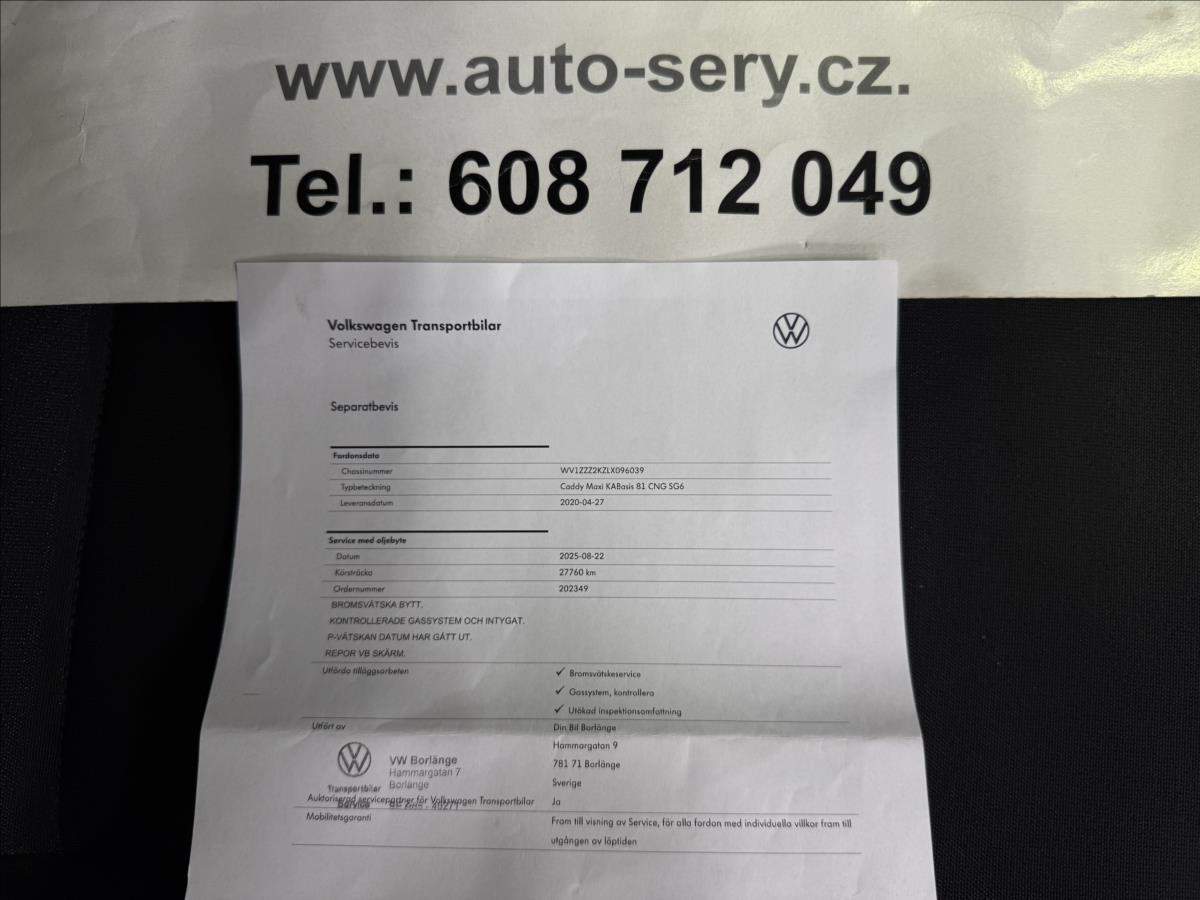 www.auto-sery.cz.
Tel.: 608 712 049
Volkswagen Transportbilar
Servicebevis
Separatbevis
Fordonsdata
Chassinummer WV1ZZZ2KZLX096039
Typbeteckning Caddy Maxi KABasis 81 CNG SG6
Leveransdatum 2020-04-27
Service med oljebyte
Datum 2025-08-22
Körsträcka 27760 km
Ordernummer 202349
BROMSVÄTSKA BYTT.
KONTROLLERADE GASSYSTEM OCH INTYGAT.
P-VÄTSKAN DATUM HAR GÅTT UT.
REPOR VB SKÄRM.
Utförda tilläggsarbeten ✓ Bromsvätskeservice
✓ Gassystem, kontrollera
✓ Utökad inspektionsomfattning
Utfört av Din Bil Borlänge
Hammargatan 9
781 71 Borlänge
Sverige
VW Borlänge
Hammargatan 7
Borlänge
Transportbilar
Service
Auktoriserad servicepartner för Volkswagen Transportbilar Ja
Mobilitetsgaranti Fram till visning av Service, för alla fordon med individuella villkor fram till
utgången av löptiden